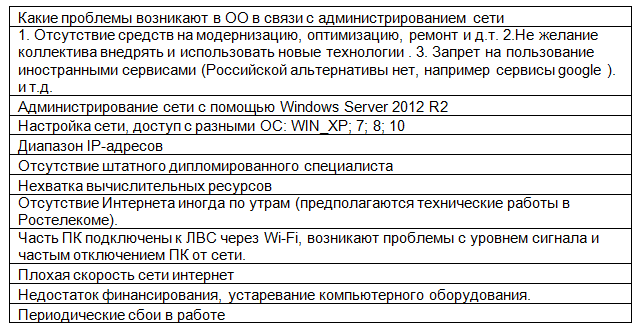 Какие проблемы возникают в ОО в связи с администрированием сети
1. Отсутствие средств на модернизацию, оптимизацию, ремонт и д.т. 2.Не желание
коллектива внедрять и использовать новые технологии . 3. Запрет на пользование
иностранными сервисами (Российской альтернативы нет, например сервисы google ).
и т.д.
Администрирование сети с помощью Windows Server 2012 R2
Настройка сети, доступ с разными ОС: WIN_XP; 7; 8; 10
Диапазон IP-адресов
Отсутствие штатного дипломированного специалиста
Нехватка вычислительных ресурсов
Отсутствие Интернета иногда по утрам (предполагаются технические работы в
Ростелекоме).
Часть ПК подключены к ЛВС через Wi-Fi, возникают проблемы с уровнем сигнала и
частым отключением ПК от сети.
Плохая скорость сети интернет
Недостаток финансирования, устаревание компьютерного оборудования.
Периодические сбои в работе